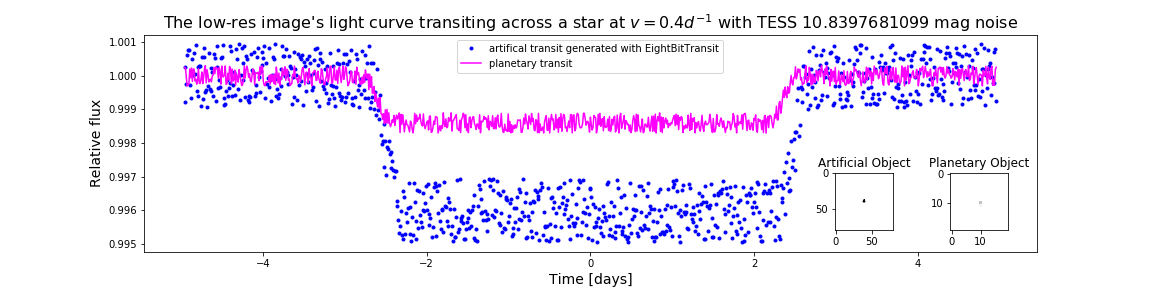 The low-res image's light curve transiting across a star at v = 0.4d⁻¹ with TESS 10.8397681099 mag noise
artifical transit generated with EightBitTransit
planetary transit
Relative flux
1.001
1.000
0.999
0.998
0.997
0.996
0.995
Artificial Object
0
50
0 50
Planetary Object
0
10
0 10
−4 −2 0 2 4
Time [days]